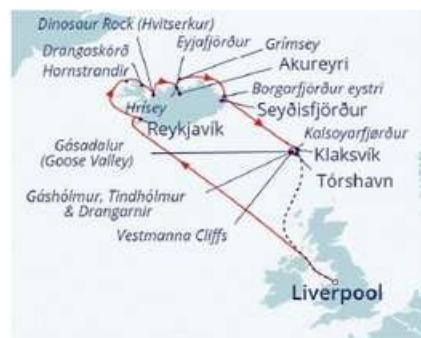 Dinosaur Rock (Hvitserkur)
Drangaskörð
Hornstrandir
Eyjafjörður
Grímsey
Akureyri
Hrísey
Borgarfjörður eystri
Seyðisfjörður
Reykjavík
Kalsoyarfjørður
Gásadalur
(Goose Valley)
Klaksvík
Tórshavn
Gáshólmur, Tindhólmur
& Drangarnir
Vestmanna Cliffs
Liverpool